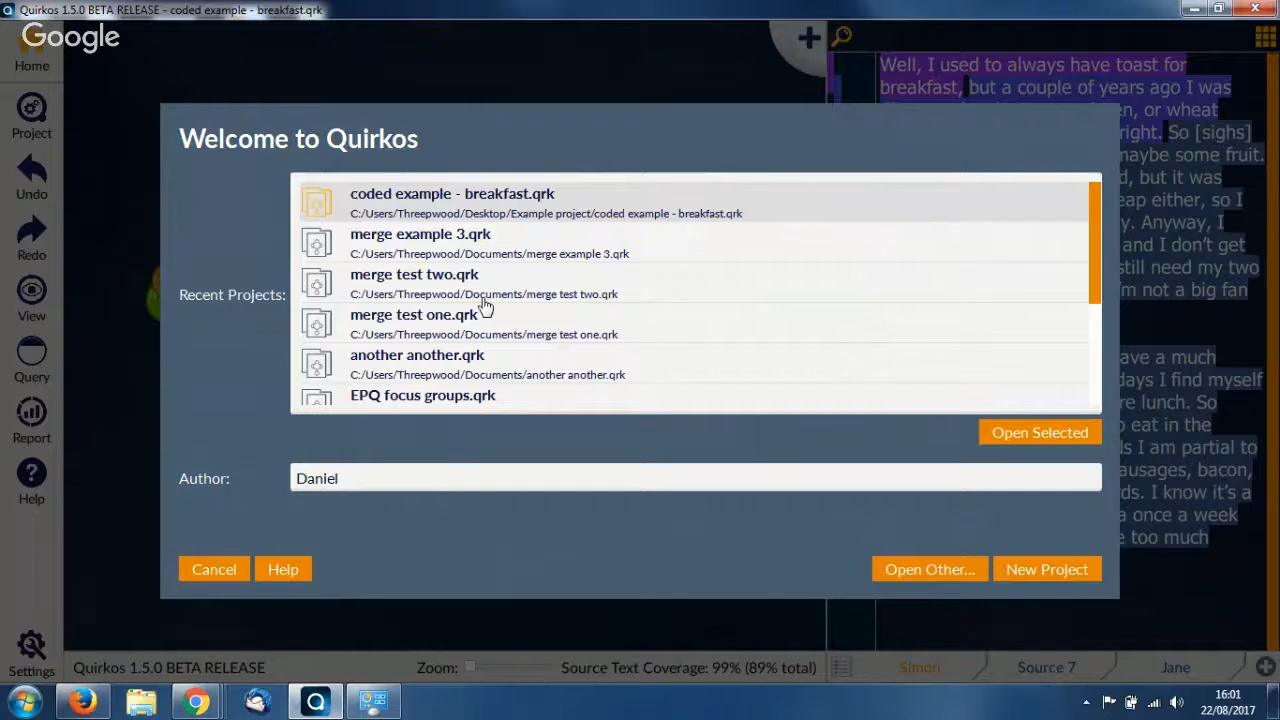 Quirkos 1.5.0 BETA RELEASE - coded example - breakfast.qrk
Google
Home
Project
Undo
Redo
View
Query
Report
Help
Settings
Welcome to Quirkos
Recent Projects:
coded example - breakfast.qrk
C:/Users/Threepwood/Desktop/Example project/coded example - breakfast.qrk
merge example 3.qrk
C:/Users/Threepwood/Documents/merge example 3.qrk
merge test two.qrk
C:/Users/Threepwood/Documents/merge test two.qrk
merge test one.qrk
C:/Users/Threepwood/Documents/merge test one.qrk
another another.qrk
C:/Users/Threepwood/Documents/another another.qrk
EPQ focus groups.qrk
Open Selected
Author:
Daniel
Cancel
Help
Open Other...
New Project
Well, I used to always have toast for
breakfast, but a couple of years ago I was
or wheat
right. So [sighs]
maybe some fruit.
but it was
either, so I
Anyway, I
and I don't get
still need my two
not a big fan
a much
days I find myself
lunch. So
eat in the
I am partial to
bacon,
I know it's a
once a week
too much
Quirkos 1.5.0 BETA RELEASE
Zoom:
Source Text Coverage: 99% (89% total)
Simon
Source 7
Jane
16:01
22/08/2017